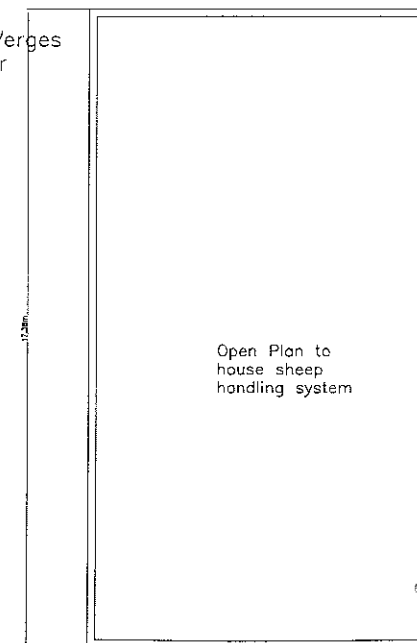 Verges
r
Open Plan to
house sheep
handling system